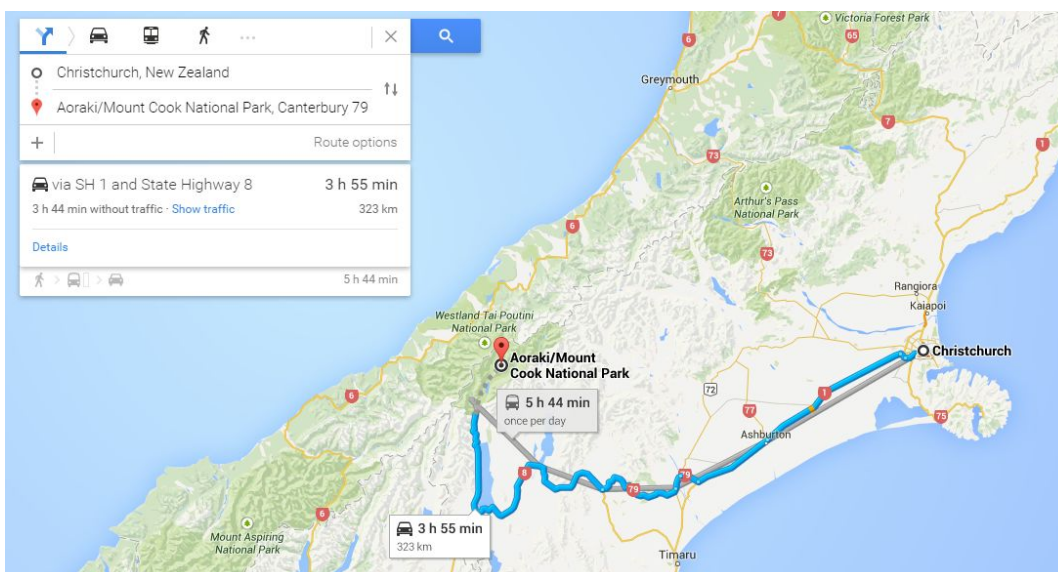 Christchurch, New Zealand
Aoraki/Mount Cook National Park, Canterbury 79
Route options
via SH 1 and State Highway 8
3 h 55 min
3 h 44 min without traffic · Show traffic
323 km
Details
5 h 44 min
Victoria Forest Park
65
6
Greymouth
7
1
73
Arthur's Pass
National Park
6
73
Rangiora
Kaiapoi
Westland Tai Poutini
National Park
Christchurch
Aoraki/Mount
Cook National Park
5 h 44 min
once per day
6
72
1
77
75
Ashburton
8
79
79
6
3 h 55 min
323 km
Mount Aspiring
National Park
Timaru